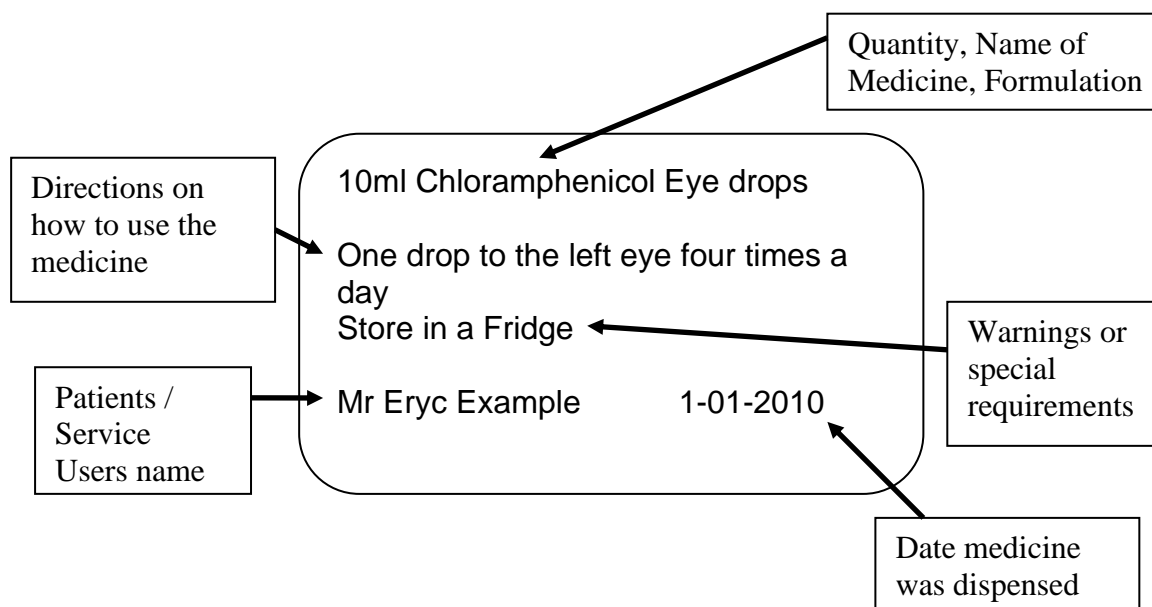 Quantity, Name of
Medicine, Formulation
10ml Chloramphenicol Eye drops
Directions on
how to use the
medicine
One drop to the left eye four times a
day
Store in a Fridge
Warnings or
special
requirements
Patients /
Service
Users name
Mr Eryc Example 1-01-2010
Date medicine
was dispensed